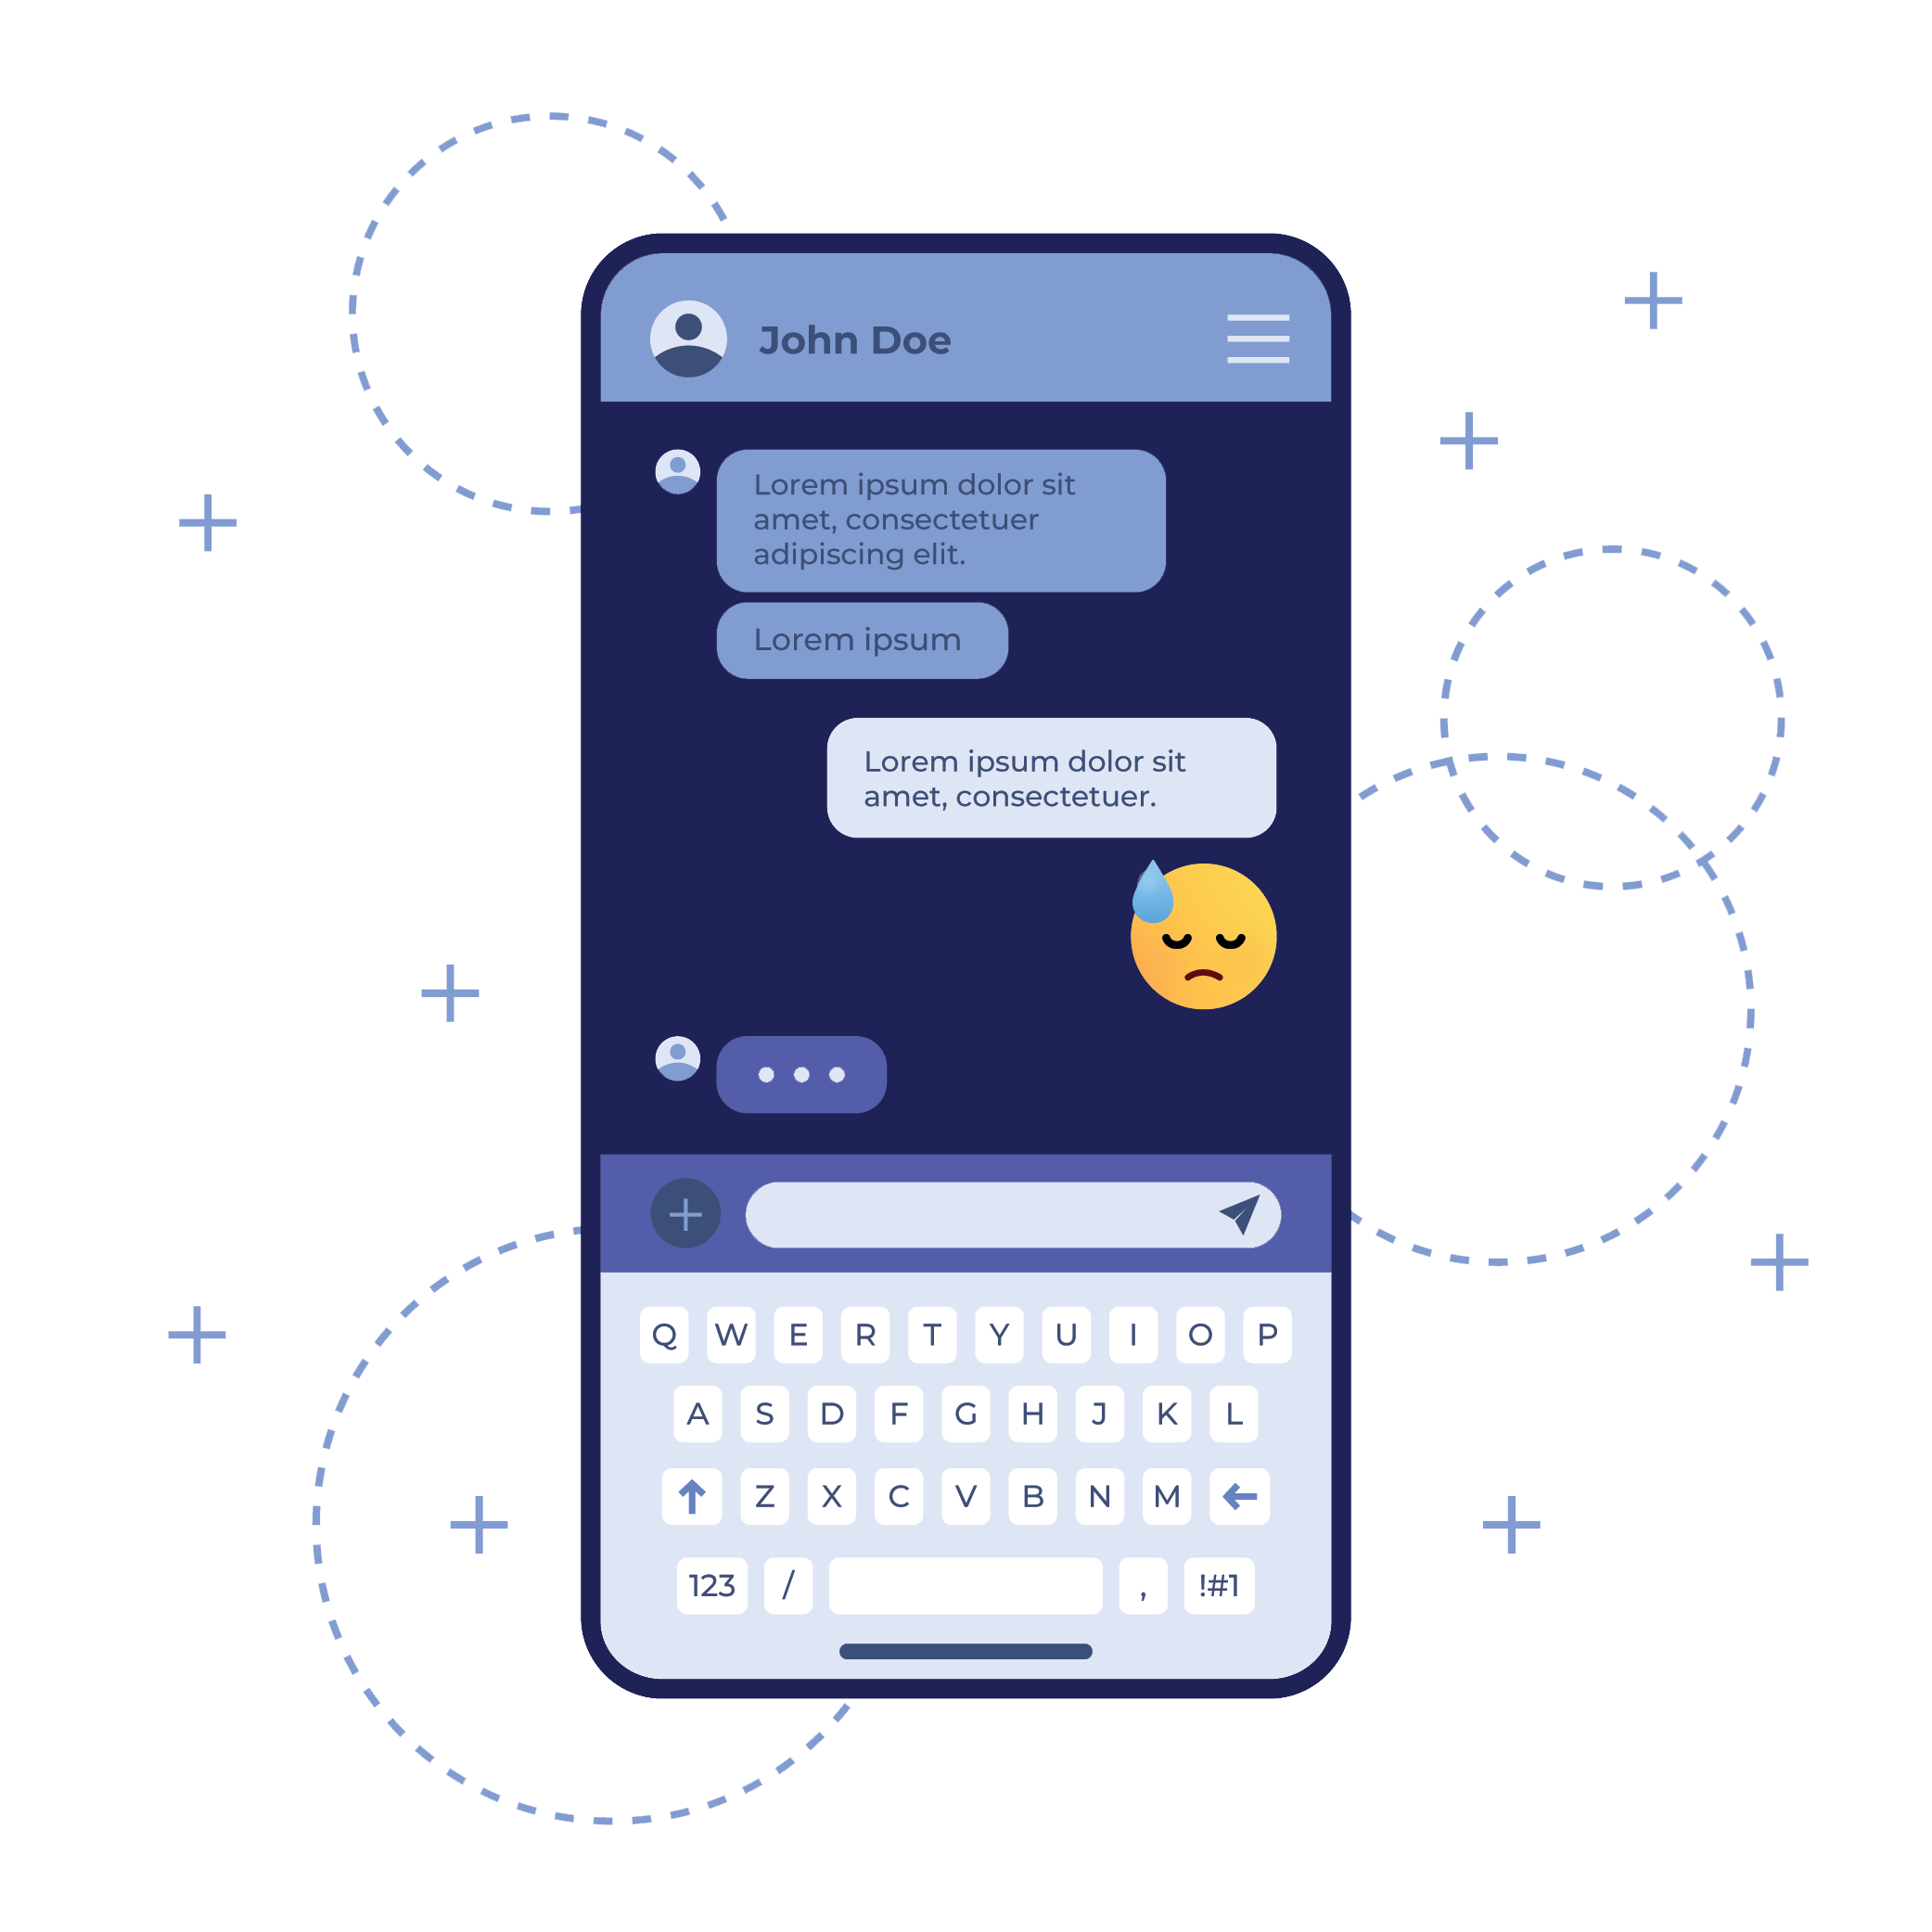 John Doe
Lorem ipsum dolor sit
amet, consectetuer
adipiscing elit.
Lorem ipsum
Lorem ipsum dolor sit
amet, consectetuer.
Q W E R T Y U I O P
A S D F G H J K L
Z X C V B N M
123 / , !#1